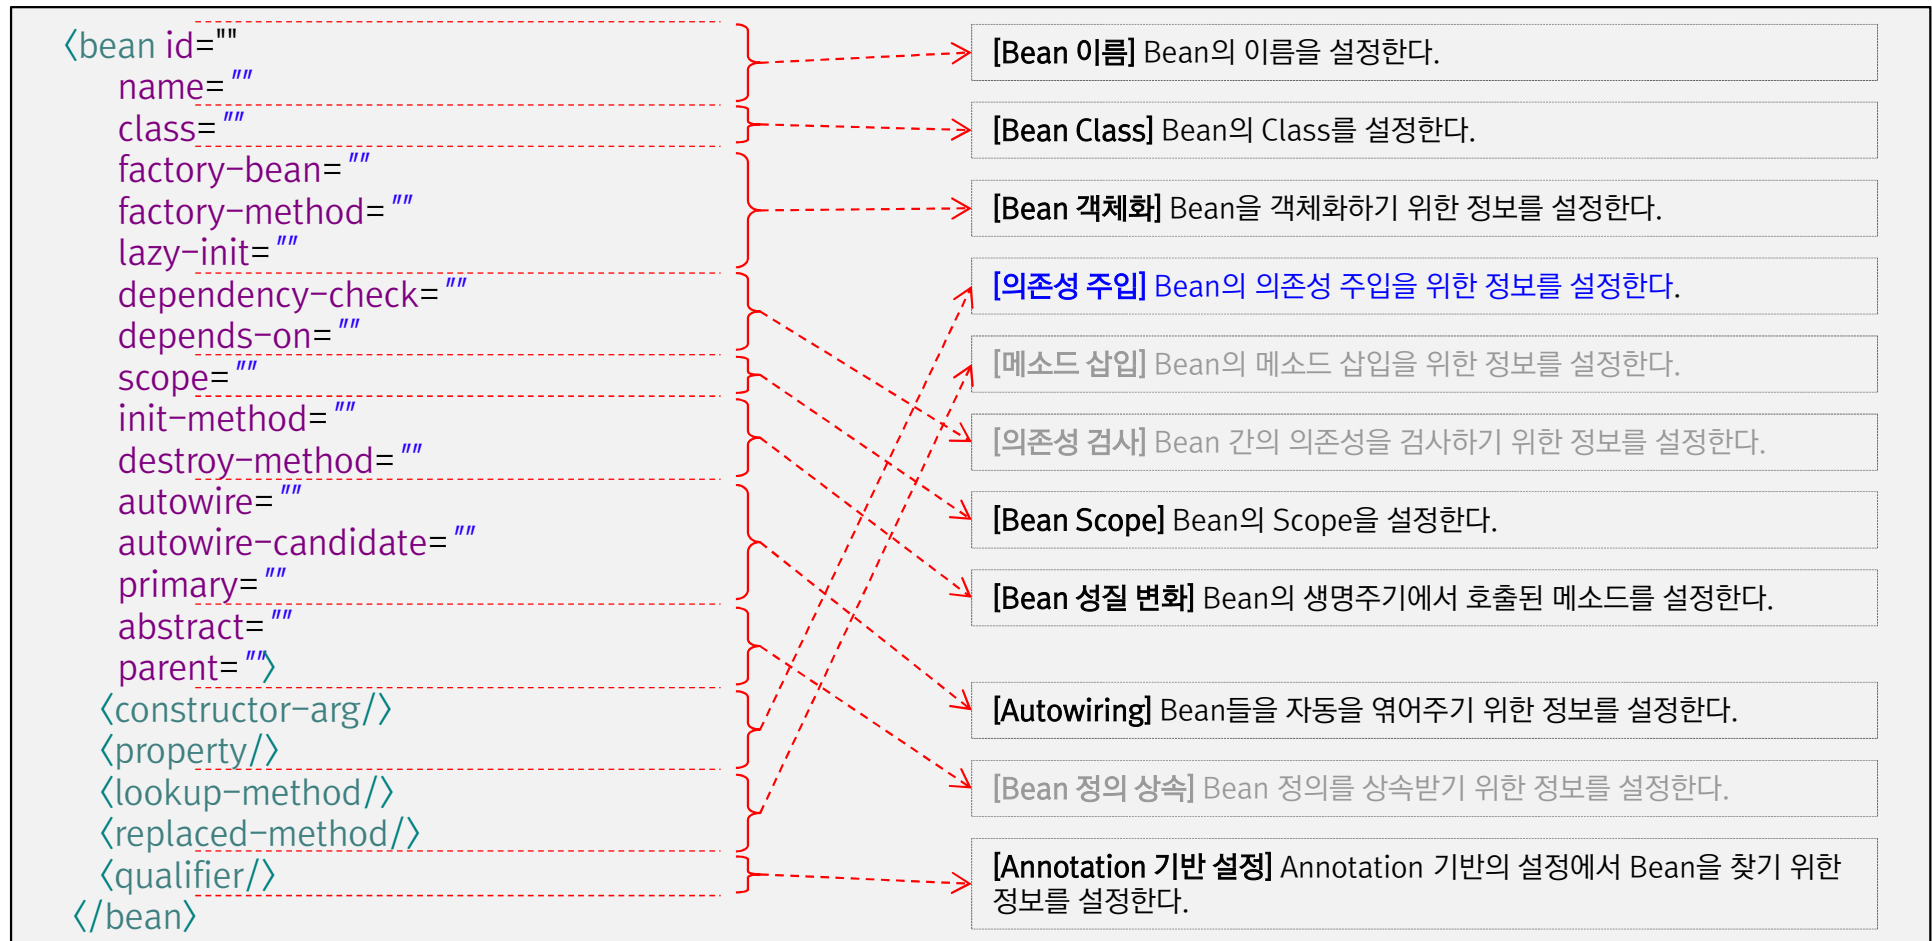 <bean id=""
name=""
class=""
factory-bean=""
factory-method=""
lazy-init=""
dependency-check=""
depends-on=""
scope=""
init-method=""
destroy-method=""
autowire=""
autowire-candidate=""
primary=""
abstract=""
parent="">
<constructor-arg/>
<property/>
<lookup-method/>
<replaced-method/>
<qualifier/>
</bean>
[Bean 이름] Bean의 이름을 설정한다.
[Bean Class] Bean의 Class를 설정한다.
[Bean 객체화] Bean을 객체화하기 위한 정보를 설정한다.
[의존성 주입] Bean의 의존성 주입을 위한 정보를 설정한다.
[메소드 삽입] Bean의 메소드 삽입을 위한 정보를 설정한다.
[의존성 검사] Bean 간의 의존성을 검사하기 위한 정보를 설정한다.
[Bean Scope] Bean의 Scope을 설정한다.
[Bean 성질 변화] Bean의 생명주기에서 호출된 메소드를 설정한다.
[Autowiring] Bean들을 자동을 엮어주기 위한 정보를 설정한다.
[Bean 정의 상속] Bean 정의를 상속받기 위한 정보를 설정한다.
[Annotation 기반 설정] Annotation 기반의 설정에서 Bean을 찾기 위한
정보를 설정한다.